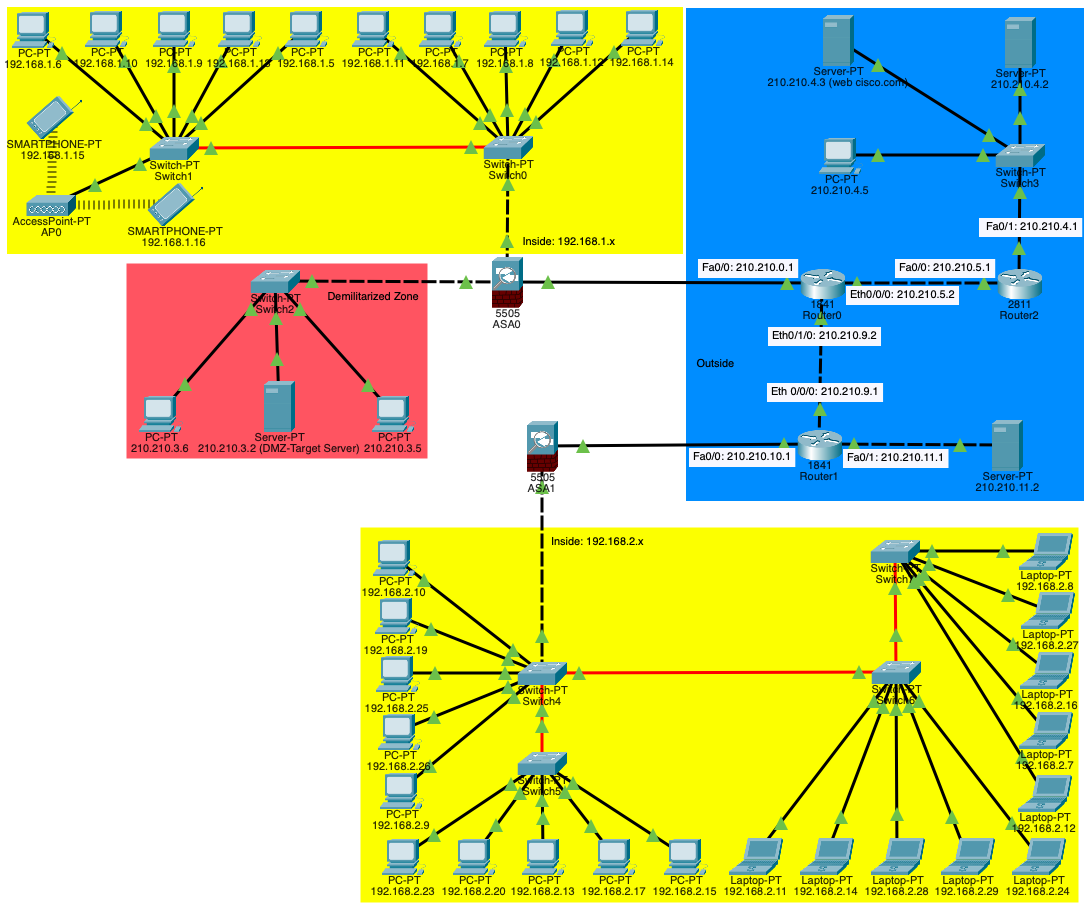 PC-PT
192.168.1.6
PC-PT
192.168.1.10
PC-PT
192.168.1.9
PC-PT
192.168.1.13
PC-PT
192.168.1.5
PC-PT
192.168.1.11
PC-PT
192.168.1.7
PC-PT
192.168.1.8
PC-PT
192.168.1.12
PC-PT
192.168.1.14
SMARTPHONE-PT
192.168.1.15
Switch-PT
Switch1
Switch-PT
Switch0
AccessPoint-PT
AP0
SMARTPHONE-PT
192.168.1.16
Inside: 192.168.1.x
Server-PT
210.210.4.3 (web cisco.com)
Server-PT
210.210.4.2
PC-PT
210.210.4.5
Switch-PT
Switch3
Fa0/1: 210.210.4.1
Fa0/0: 210.210.0.1
Fa0/0: 210.210.5.1
Eth0/0/0: 210.210.5.2
1841
Router0
2811
Router2
Eth0/1/0: 210.210.9.2
Outside
Eth 0/0/0: 210.210.9.1
Switch-PT
Switch2
Demilitarized Zone
5505
ASA0
PC-PT
210.210.3.6
Server-PT
210.210.3.2 (DMZ-Target Server)
PC-PT
210.210.3.5
5505
ASA1
Fa0/0: 210.210.10.1
1841
Router1
Fa0/1: 210.210.11.1
Server-PT
210.210.11.2
Inside: 192.168.2.x
PC-PT
192.168.2.10
PC-PT
192.168.2.19
PC-PT
192.168.2.25
PC-PT
192.168.2.26
PC-PT
192.168.2.9
Switch-PT
Switch4
Switch-PT
Switch5
Switch-PT
Switch-PT
Switch6
Laptop-PT
192.168.2.8
Laptop-PT
192.168.2.27
Laptop-PT
192.168.2.16
Laptop-PT
192.168.2.7
Laptop-PT
192.168.2.12
PC-PT
192.168.2.23
PC-PT
192.168.2.20
PC-PT
192.168.2.13
PC-PT
192.168.2.17
PC-PT
192.168.2.15
Laptop-PT
192.168.2.11
Laptop-PT
192.168.2.14
Laptop-PT
192.168.2.28
Laptop-PT
192.168.2.29
Laptop-PT
192.168.2.24